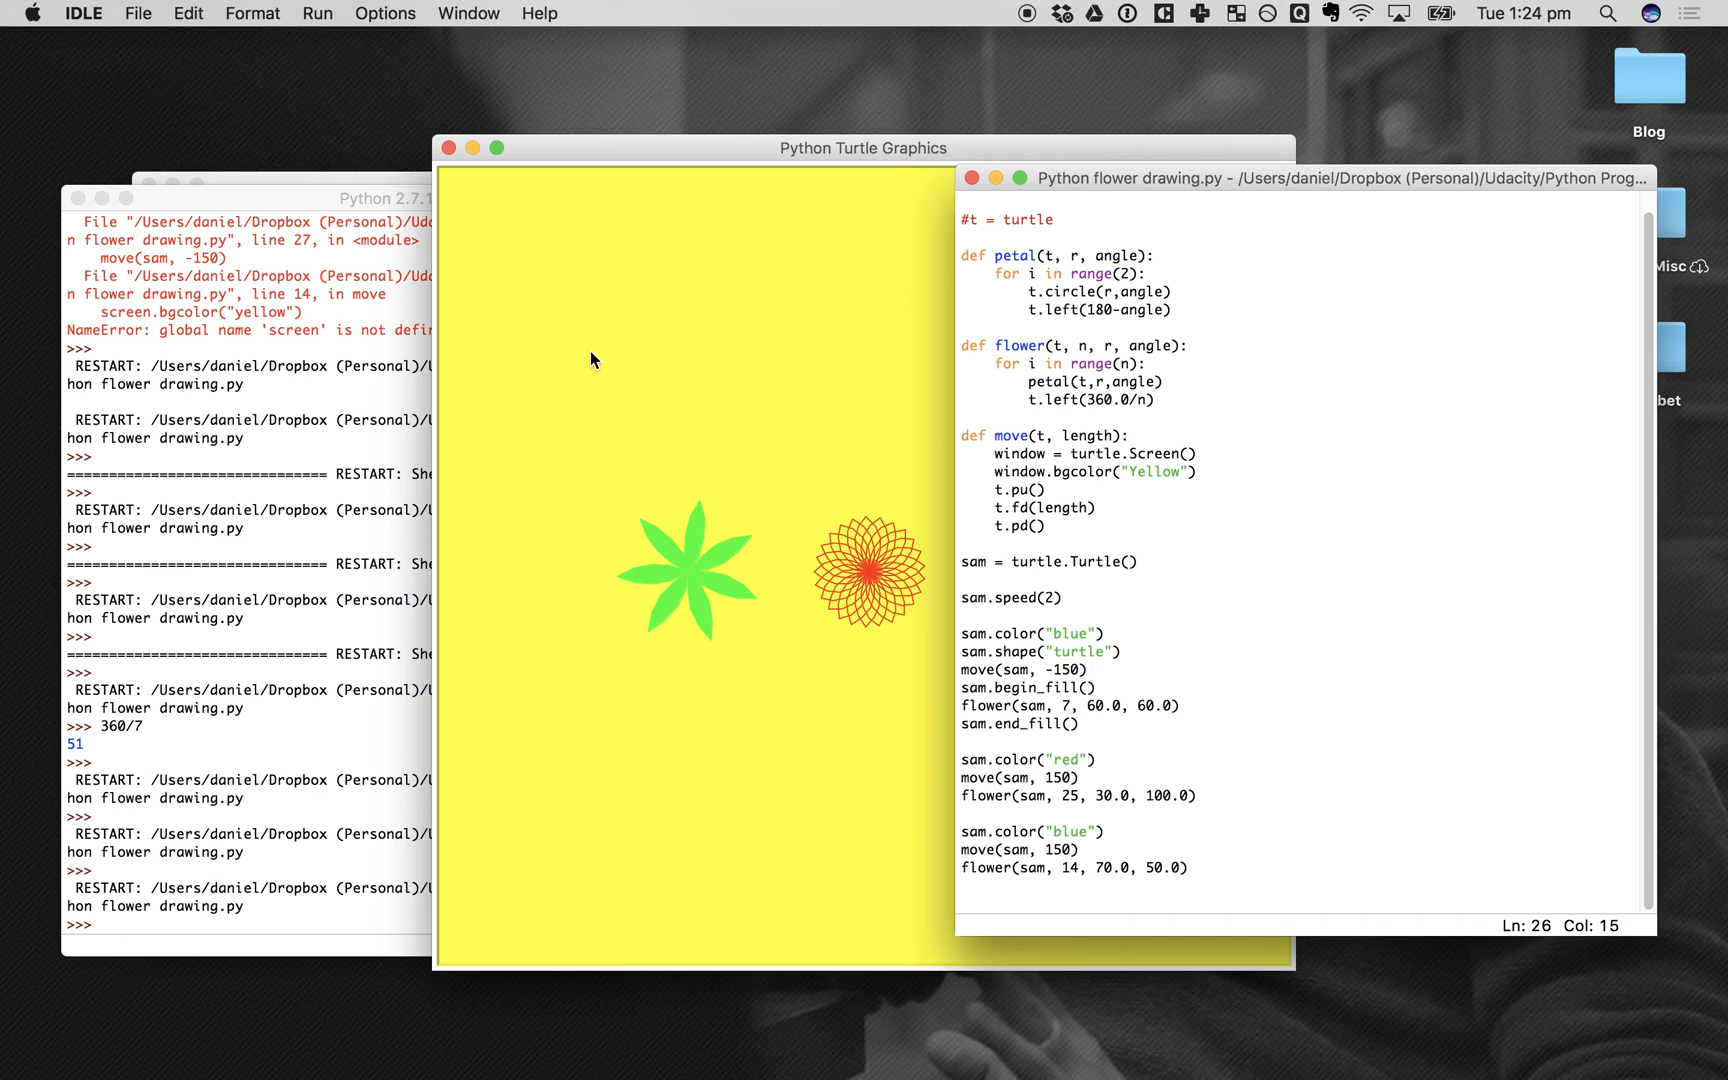 IDLE File Edit Format Run Options Window Help
Tue 1:24 pm
Blog
Misc
bet
Python Turtle Graphics
Python 2.7.1
File "/Users/daniel/Dropbox (Personal)/Uda
n flower drawing.py", line 27, in <module>
move(sam, -150)
File "/Users/daniel/Dropbox (Personal)/Uda
n flower drawing.py", line 14, in move
screen.bgcolor("yellow")
NameError: global name 'screen' is not defin
>>>
RESTART: /Users/daniel/Dropbox (Personal)/U
hon flower drawing.py
RESTART: /Users/daniel/Dropbox (Personal)/U
hon flower drawing.py
>>>
=============================== RESTART: She
>>>
RESTART: /Users/daniel/Dropbox (Personal)/U
hon flower drawing.py
>>>
=============================== RESTART: She
>>>
RESTART: /Users/daniel/Dropbox (Personal)/U
hon flower drawing.py
>>>
=============================== RESTART: She
>>>
RESTART: /Users/daniel/Dropbox (Personal)/U
hon flower drawing.py
>>> 360/7
51
>>>
RESTART: /Users/daniel/Dropbox (Personal)/U
hon flower drawing.py
>>>
RESTART: /Users/daniel/Dropbox (Personal)/U
hon flower drawing.py
>>>
RESTART: /Users/daniel/Dropbox (Personal)/U
hon flower drawing.py
>>>
Python flower drawing.py - /Users/daniel/Dropbox (Personal)/Udacity/Python Prog...
#t = turtle
def petal(t, r, angle):
for i in range(2):
t.circle(r,angle)
t.left(180-angle)
def flower(t, n, r, angle):
for i in range(n):
petal(t,r,angle)
t.left(360.0/n)
def move(t, length):
window = turtle.Screen()
window.bgcolor("Yellow")
t.pu()
t.fd(length)
t.pd()
sam = turtle.Turtle()
sam.speed(2)
sam.color("blue")
sam.shape("turtle")
move(sam, -150)
sam.begin_fill()
flower(sam, 7, 60.0, 60.0)
sam.end_fill()
sam.color("red")
move(sam, 150)
flower(sam, 25, 30.0, 100.0)
sam.color("blue")
move(sam, 150)
flower(sam, 14, 70.0, 50.0)
Ln: 26 Col: 15